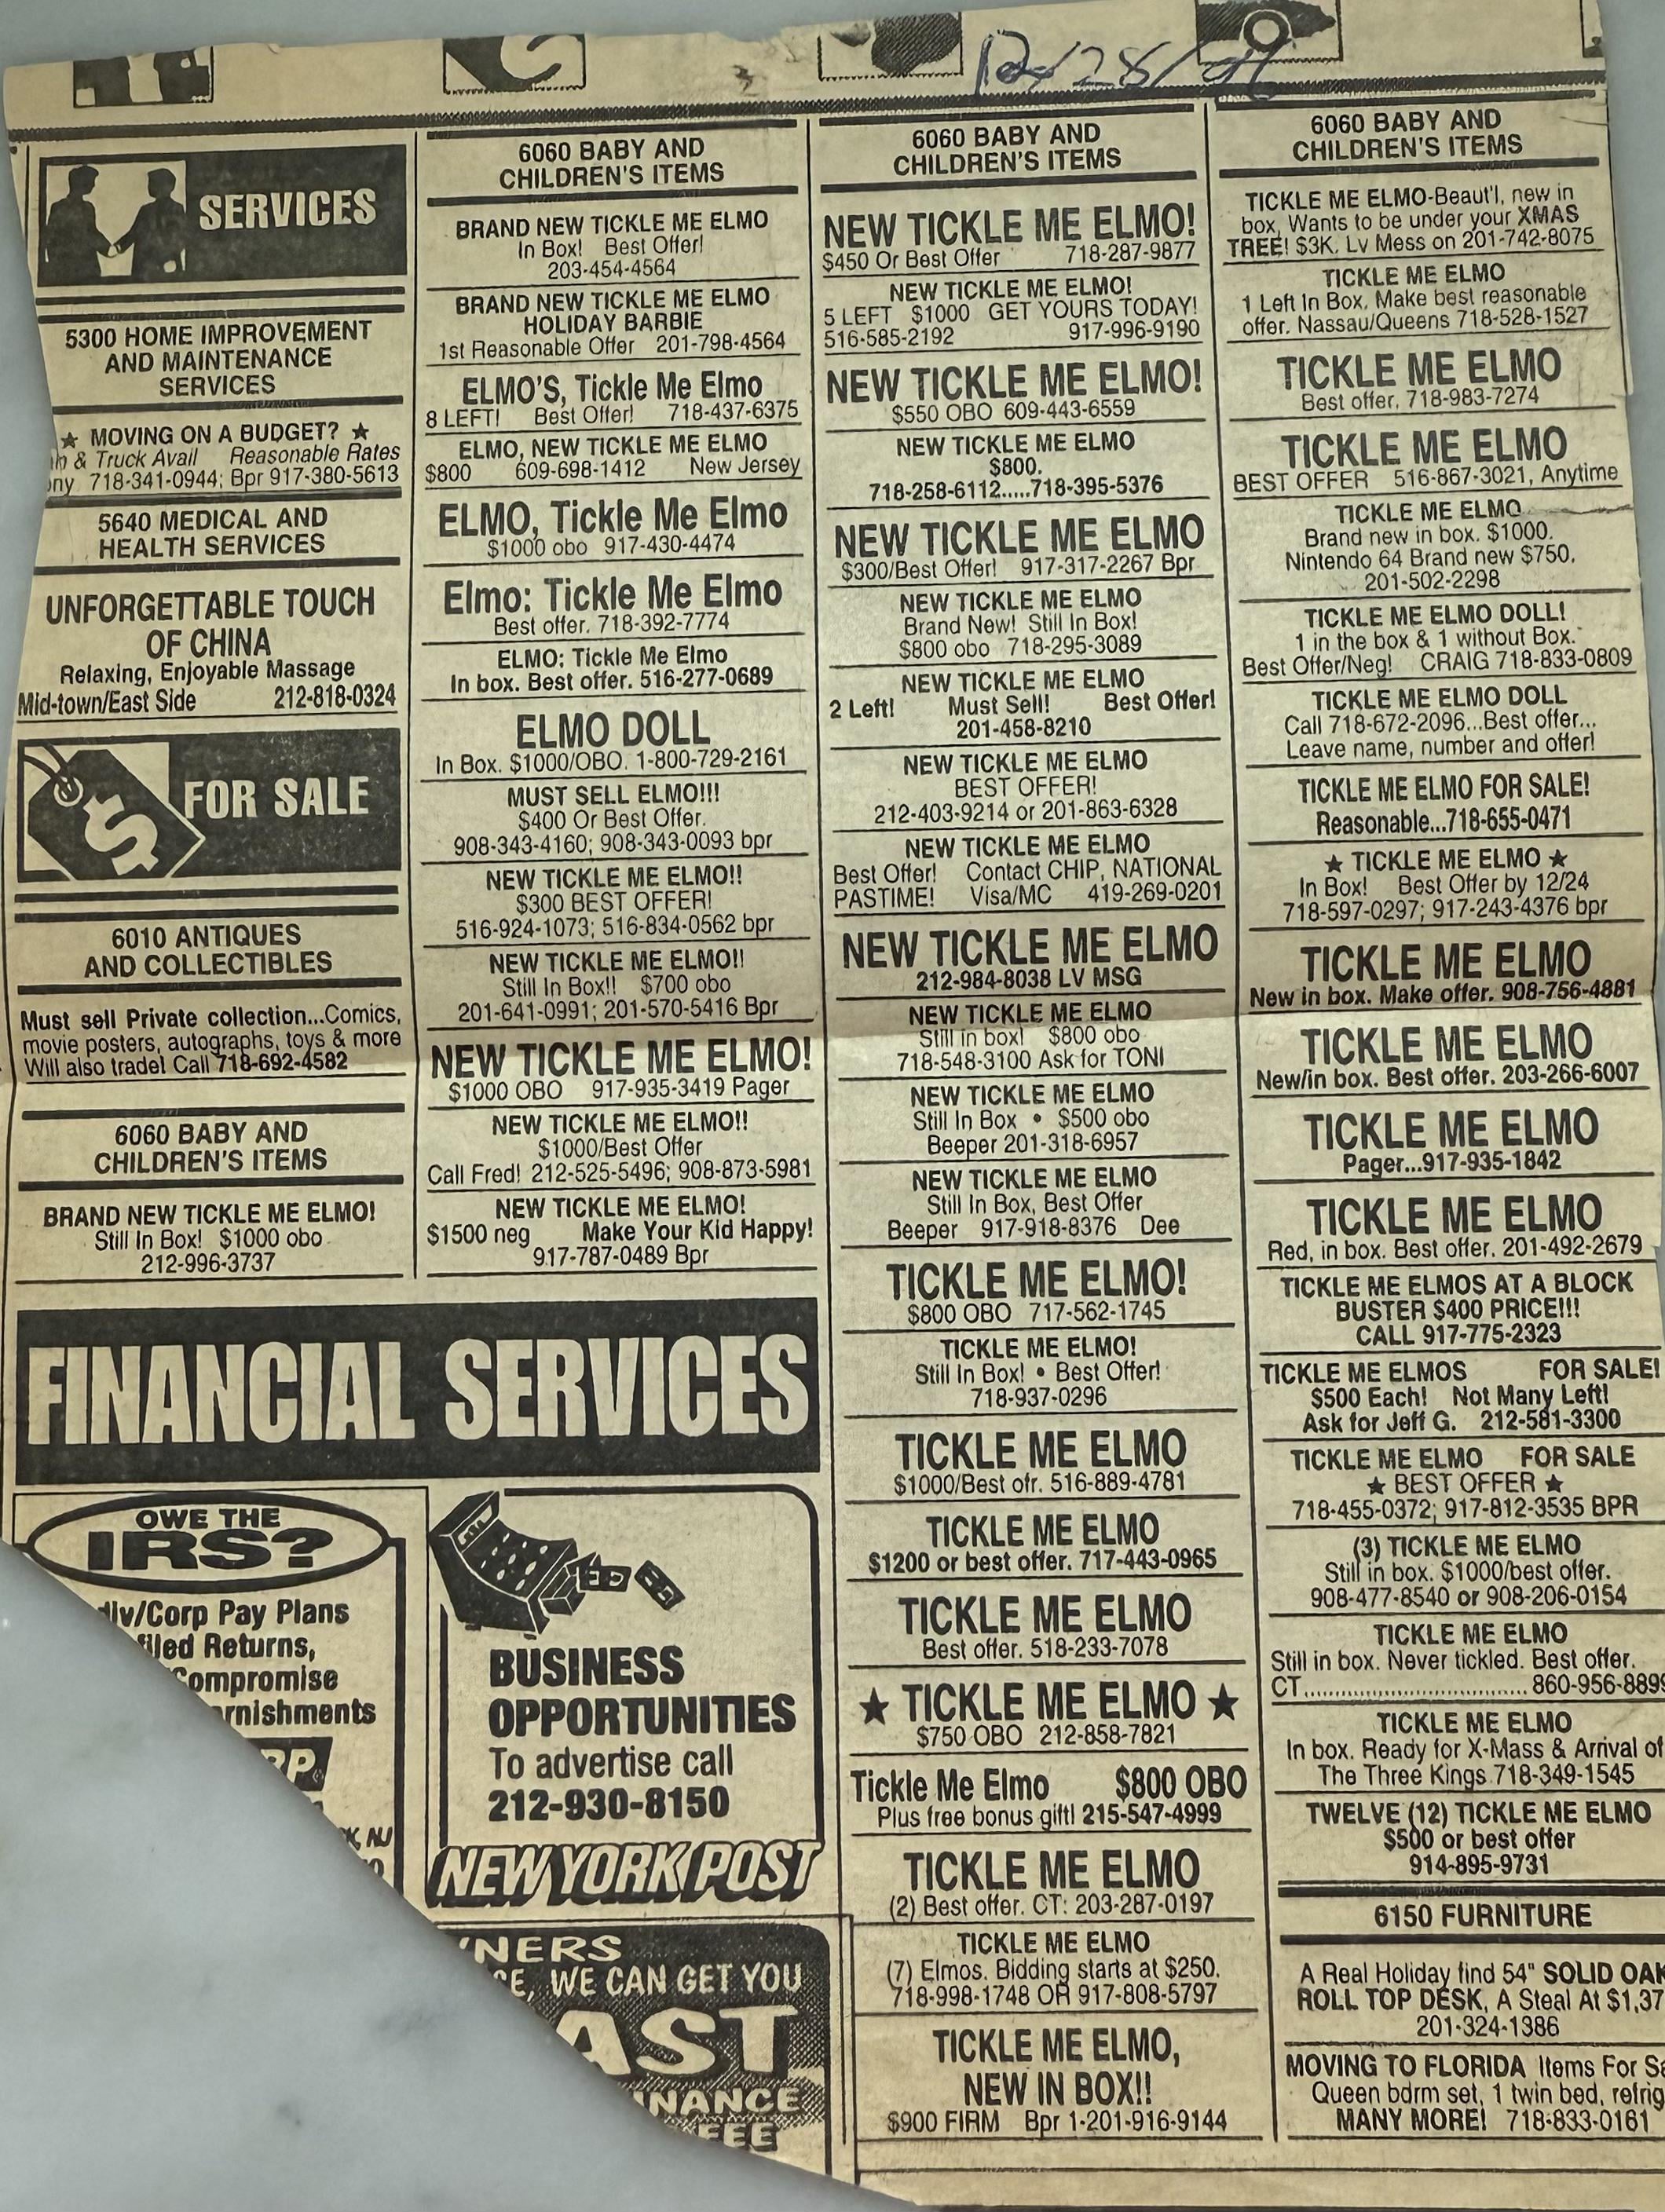 SERVICES
5300 HOME IMPROVEMENT
AND MAINTENANCE
SERVICES
★ MOVING ON A BUDGET? ★
& Truck Avail Reasonable Rates
718-341-0944; Bpr 917-380-5613
5640 MEDICAL AND
HEALTH SERVICES
UNFORGETTABLE TOUCH
OF CHINA
Relaxing, Enjoyable Massage
Mid-town/East Side 212-818-0324
$
FOR SALE
6010 ANTIQUES
AND COLLECTIBLES
Must sell Private collection...Comics,
movie posters, autographs, toys & more
Will also trade! Call 718-692-4582
6060 BABY AND
CHILDREN'S ITEMS
BRAND NEW TICKLE ME ELMO!
Still In Box! $1000 obo
212-996-3737
6060 BABY AND
CHILDREN'S ITEMS
BRAND NEW TICKLE ME ELMO
In Box! Best Offer!
203-454-4564
BRAND NEW TICKLE ME ELMO
HOLIDAY BARBIE
1st Reasonable Offer 201-798-4564
ELMO'S, Tickle Me Elmo
8 LEFT! Best Offer! 718-437-6375
ELMO, NEW TICKLE ME ELMO
$800 609-698-1412 New Jersey
ELMO, Tickle Me Elmo
$1000 obo 917-430-4474
Elmo: Tickle Me Elmo
Best offer. 718-392-7774
ELMO: Tickle Me Elmo
In box. Best offer. 516-277-0689
ELMO DOLL
In Box. $1000/OBO. 1-800-729-2161
MUST SELL ELMO!!!
$400 Or Best Offer.
908-343-4160; 908-343-0093 bpr
NEW TICKLE ME ELMO!!
$300 BEST OFFER!
516-924-1073; 516-834-0562 bpr
NEW TICKLE ME ELMO!!
Still In Box!! $700 obo
201-641-0991; 201-570-5416 Bpr
NEW TICKLE ME ELMO!
$1000 OBO 917-935-3419 Pager
NEW TICKLE ME ELMO!!
$1000/Best Offer
Call Fred! 212-525-5496; 908-873-5981
NEW TICKLE ME ELMO!
$1500 neg Make Your Kid Happy!
917-787-0489 Bpr
FINANCIAL SERVICES
OWE THE
IRS?
Pay Plans
Returns,
BUSINESS
OPPORTUNITIES
To advertise call
212-930-8150
NEW YORK POST
WE CAN GET YOU
6060 BABY AND
CHILDREN'S ITEMS
NEW TICKLE ME ELMO!
$450 Or Best Offer 718-287-9877
NEW TICKLE ME ELMO!
5 LEFT $1000 GET YOURS TODAY!
516-585-2192 917-996-9190
NEW TICKLE ME ELMO!
$550 OBO 609-443-6559
NEW TICKLE ME ELMO
$800.
718-258-6112.....718-395-5376
NEW TICKLE ME ELMO
$300/Best Offer! 917-317-2267 Bpr
NEW TICKLE ME ELMO
Brand New! Still In Box!
$800 obo 718-295-3089
NEW TICKLE ME ELMO
2 Left! Must Sell! Best Offer!
201-458-8210
NEW TICKLE ME ELMO
BEST OFFER!
212-403-9214 or 201-863-6328
NEW TICKLE ME ELMO
Best Offer! Contact CHIP, NATIONAL
PASTIME! Visa/MC 419-269-0201
NEW TICKLE ME ELMO
212-984-8038 LV MSG
NEW TICKLE ME ELMO
Still in box! $800 obo
718-548-3100 Ask for TONI
NEW TICKLE ME ELMO
Still In Box • $500 obo
Beeper 201-318-6957
NEW TICKLE ME ELMO
Still In Box, Best Offer
Beeper 917-918-8376 Dee
TICKLE ME ELMO!
$800 OBO 717-562-1745
TICKLE ME ELMO!
Still In Box! • Best Offer!
718-937-0296
TICKLE ME ELMO
$1000/Best ofr. 516-889-4781
TICKLE ME ELMO
$1200 or best offer. 717-443-0965
TICKLE ME ELMO
Best offer. 518-233-7078
★ TICKLE ME ELMO ★
$750 OBO 212-858-7821
Tickle Me Elmo $800 OBO
Plus free bonus gift! 215-547-4999
TICKLE ME ELMO
(2) Best offer. CT: 203-287-0197
TICKLE ME ELMO
(7) Elmos. Bidding starts at $250.
718-998-1748 OR 917-808-5797
TICKLE ME ELMO,
NEW IN BOX!!
$900 FIRM Bpr 1-201-916-9144
6060 BABY AND
CHILDREN'S ITEMS
TICKLE ME ELMO-Beaut'l, new in
box, Wants to be under your XMAS
TREE! $3K. Lv Mess on 201-742-8075
TICKLE ME ELMO
1 Left In Box. Make best reasonable
offer. Nassau/Queens 718-528-1527
TICKLE ME ELMO
Best offer. 718-983-7274
TICKLE ME ELMO
BEST OFFER 516-867-3021, Anytime
TICKLE ME ELMO
Brand new in box. $1000.
Nintendo 64 Brand new $750.
201-502-2298
TICKLE ME ELMO DOLL!
1 in the box & 1 without Box.
Best Offer/Neg! CRAIG 718-833-0809
TICKLE ME ELMO DOLL
Call 718-672-2096...Best offer...
Leave name, number and offer!
TICKLE ME ELMO FOR SALE!
Reasonable...718-655-0471
★ TICKLE ME ELMO ★
In Box! Best Offer by 12/24
718-597-0297; 917-243-4376 bpr
TICKLE ME ELMO
New in box. Make offer. 908-756-4881
TICKLE ME ELMO
New/in box. Best offer. 203-266-6007
TICKLE ME ELMO
Pager...917-935-1842
TICKLE ME ELMO
Red, in box. Best offer. 201-492-2679
TICKLE ME ELMOS AT A BLOCK
BUSTER $400 PRICE!!!
CALL 917-775-2323
TICKLE ME ELMOS FOR SALE!
$500 Each! Not Many Left!
Ask for Jeff G. 212-581-3300
TICKLE ME ELMO FOR SALE
★ BEST OFFER ★
718-455-0372; 917-812-3535 BPR
(3) TICKLE ME ELMO
Still in box. $1000/best offer.
908-477-8540 or 908-206-0154
TICKLE ME ELMO
Still in box. Never tickled. Best offer.
CT................................. 860-956-8899
TICKLE ME ELMO
In box. Ready for X-Mass & Arrival of
The Three Kings 718-349-1545
TWELVE (12) TICKLE ME ELMO
$500 or best offer
914-895-9731
6150 FURNITURE
A Real Holiday find 54" SOLID OAK
ROLL TOP DESK, A Steal At $1,37
201-324-1386
MOVING TO FLORIDA Items For
Queen bdrm set, 1 twin bed, refrig
MANY MORE! 718-833-0161